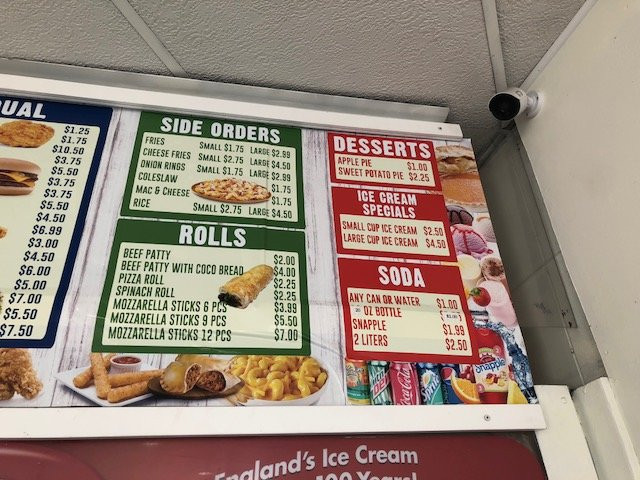 UAL
$1.25
$1.75
$10.50
$3.75
$5.50
$3.75
$3.75
$5.50
$4.50
$6.99
$3.00
$4.50
$6.00
$5.00
$7.00
$5.50
$7.50
SIDE ORDERS
FRIES SMALL $1.75 LARGE $2.99
CHEESE FRIES SMALL $2.75 LARGE $4.50
ONION RINGS SMALL $1.75 LARGE $2.99
COLESLAW $1.75
MAC & CHEESE $1.75
RICE SMALL $2.75 LARGE $4.50
ROLLS
BEEF PATTY $2.00
BEEF PATTY WITH COCO BREAD $4.00
PIZZA ROLL $2.25
SPINACH ROLL $2.25
MOZZARELLA STICKS 6 PCS $3.99
MOZZARELLA STICKS 9 PCS $5.50
MOZZARELLA STICKS 12 PCS $7.00
DESSERTS
APPLE PIE $1.00
SWEET POTATO PIE $2.25
ICE CREAM
SPECIALS
SMALL CUP ICE CREAM $2.50
LARGE CUP ICE CREAM $4.50
SODA
ANY CAN OR WATER $1.00
20 OZ BOTTLE
SNAPPLE $1.99
2 LITERS $2.50
Coca-Cola
Snapple
England's Ice Cream
100 Years!